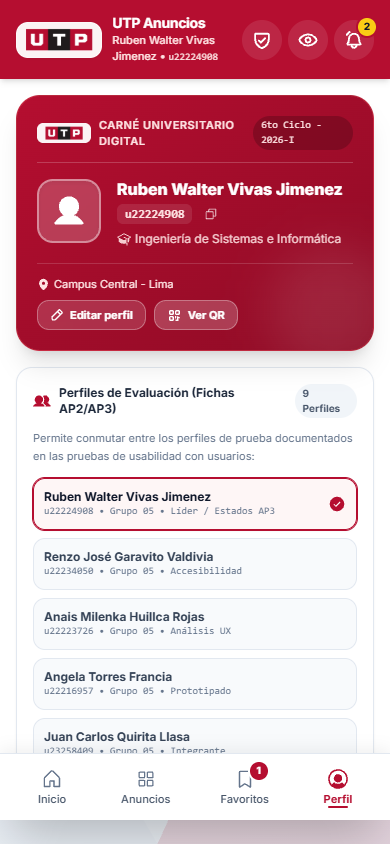 UTP
UTP Anuncios
Ruben Walter Vivas
Jimenez • u22224908
2
UTP
CARNÉ UNIVERSITARIO
DIGITAL
6to Ciclo -
2026-I
Ruben Walter Vivas Jimenez
u22224908
Ingeniería de Sistemas e Informática
Campus Central - Lima
Editar perfil
Ver QR
Perfiles de Evaluación (Fichas
AP2/AP3)
9
Perfiles
Permite conmutar entre los perfiles de prueba documentados
en las pruebas de usabilidad con usuarios:
Ruben Walter Vivas Jimenez
u22224908 • Grupo 05 • Líder / Estados AP3
Renzo José Garavito Valdivia
u22234050 • Grupo 05 • Accesibilidad
Anais Milenka Huillca Rojas
u22223726 • Grupo 05 • Análisis UX
Angela Torres Francia
u22216957 • Grupo 05 • Prototipado
Juan Carlos Quirita Llasa
u23258409 • Grupo 05 • Integrante
Inicio
Anuncios
1
Favoritos
Perfil